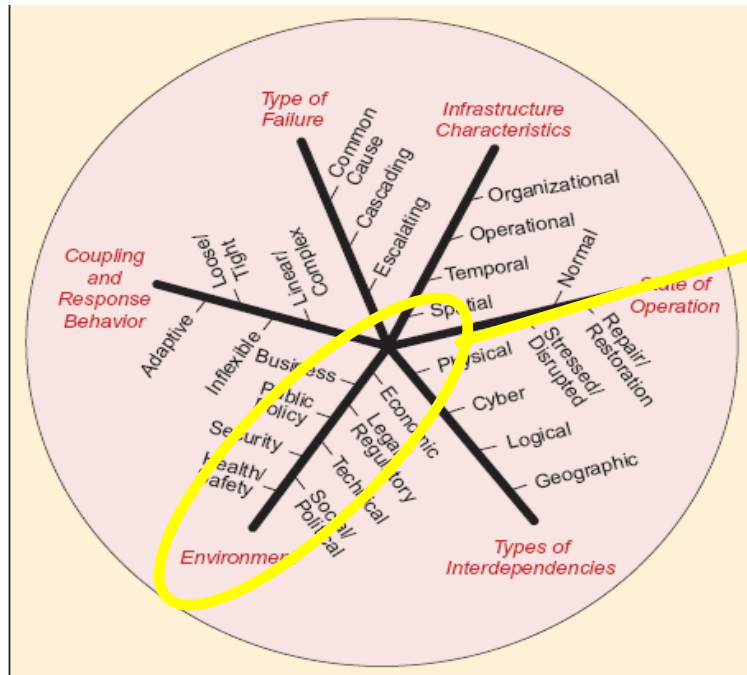 Type of
Failure
Common
Cause
Cascading
Escalating
Infrastructure
Characteristics
Organizational
Operational
Temporal
Spatial
State of
Operation
Normal
Repair/
Restoration
Stressed/
Disrupted
Types of
Interdependencies
Physical
Cyber
Logical
Geographic
Environment
Economic
Legal/
Regulatory
Technical
Social/
Political
Business
Public
Policy
Security
Health/
Safety
Coupling
and
Response
Behavior
Loose/
Tight
Linear/
Complex
Adaptive
Inflexible